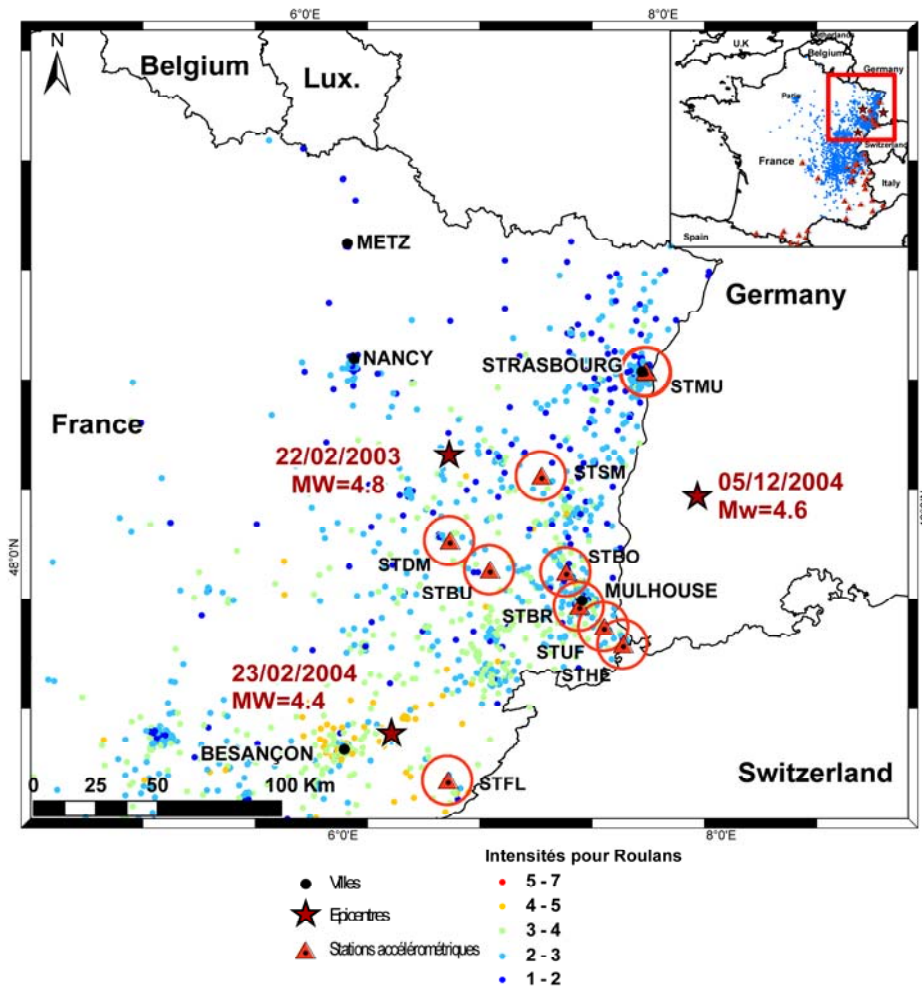 6°0'E
8°0'E
N
Belgium
Lux.
U.K
Netherlands
Belgium
Germany
Paris
Switzerland
France
Italy
Spain
METZ
Germany
NANCY
STRASBOURG
STMU
France
22/02/2003
MW=4.8
STSM
05/12/2004
Mw=4.6
48°0'N
STDM
STBO
STBU
MULHOUSE
STBR
STUF
STHE
23/02/2004
MW=4.4
BESANÇON
Switzerland
STFL
0 25 50 100 Km
6°0'E
8°0'E
Intensités pour Roulans
Villes
5 - 7
4 - 5
Epicentres
3 - 4
Stations accélérométriques
2 - 3
1 - 2